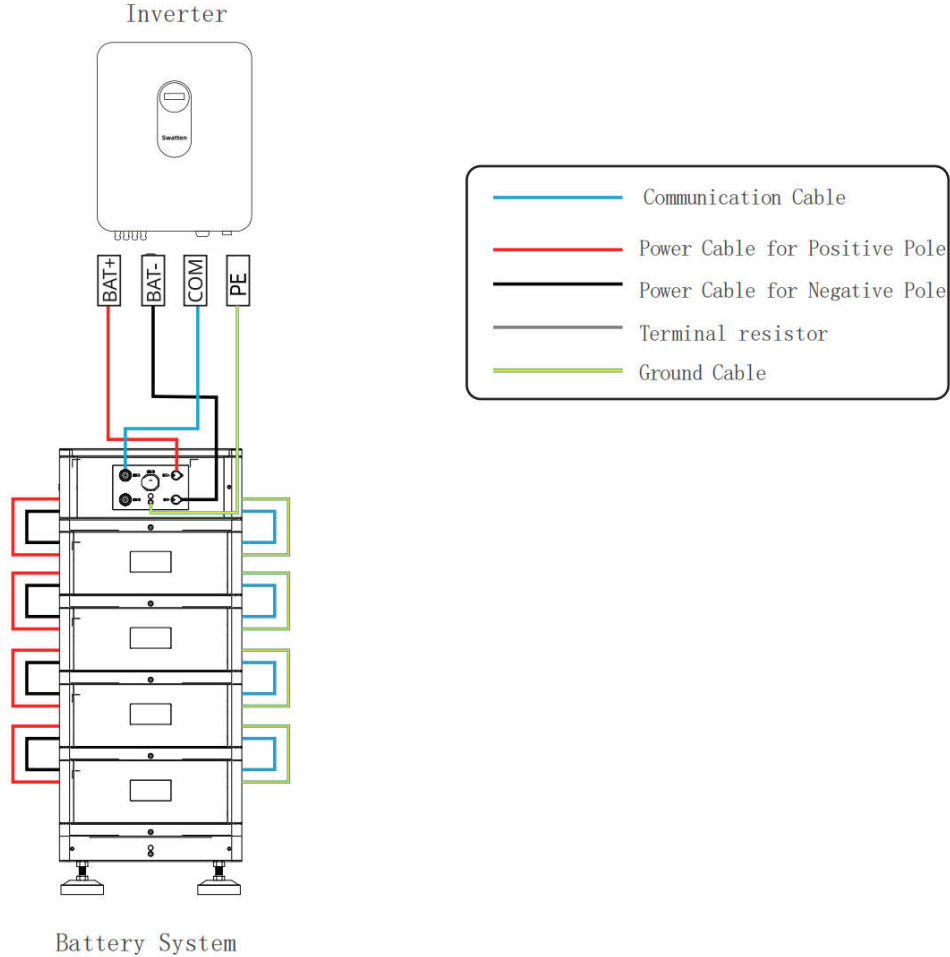 Inverter
Swatten
BAT+
BAT-
COM
PE
Communication Cable
Power Cable for Positive Pole
Power Cable for Negative Pole
Terminal resistor
Ground Cable
Battery System